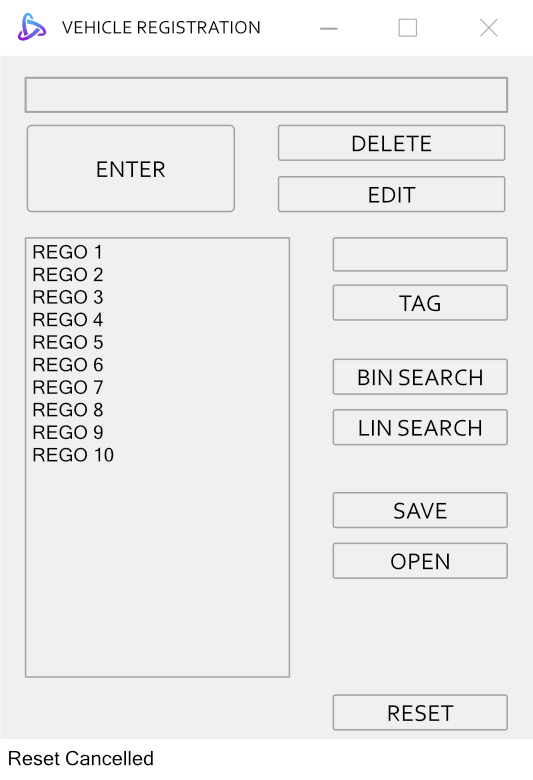 VEHICLE REGISTRATION
ENTER
DELETE
EDIT
REGO 1
REGO 2
REGO 3
REGO 4
REGO 5
REGO 6
REGO 7
REGO 8
REGO 9
REGO 10
TAG
BIN SEARCH
LIN SEARCH
SAVE
OPEN
RESET
Reset Cancelled